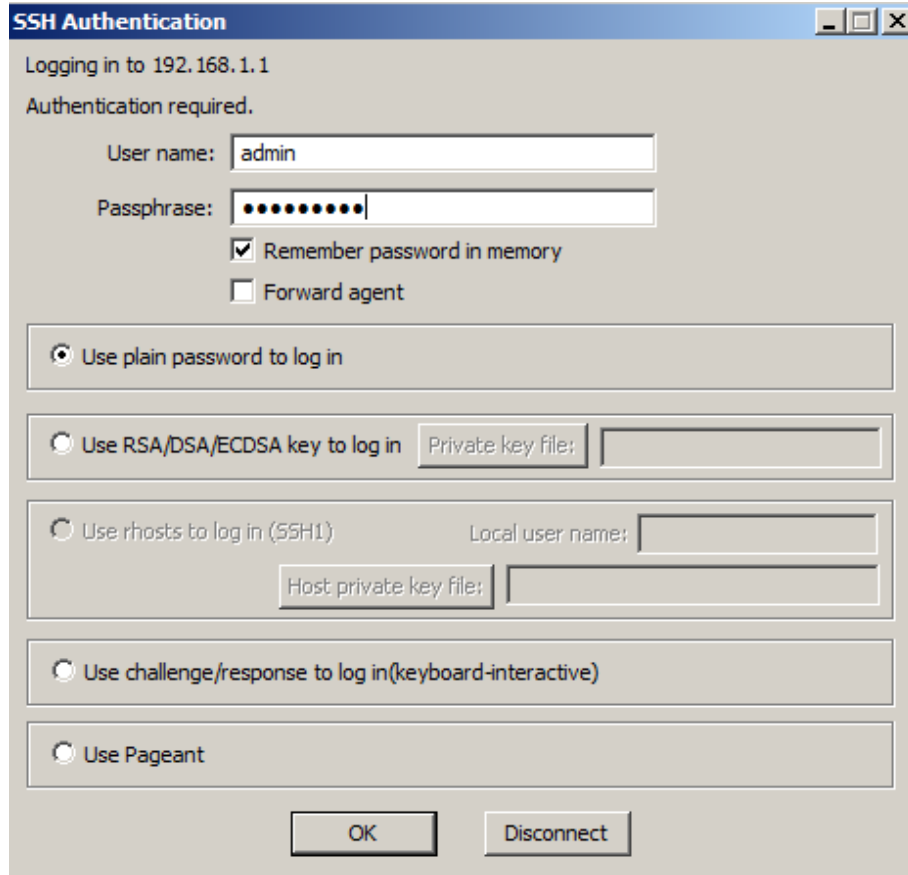 SSH Authentication
Logging in to 192.168.1.1
Authentication required.
User name: admin
Passphrase: ●●●●●●●●●
Remember password in memory
Forward agent
Use plain password to log in
Use RSA/DSA/ECDSA key to log in Private key file:
Use rhosts to log in (SSH1) Local user name:
Host private key file:
Use challenge/response to log in(keyboard-interactive)
Use Pageant
OK Disconnect